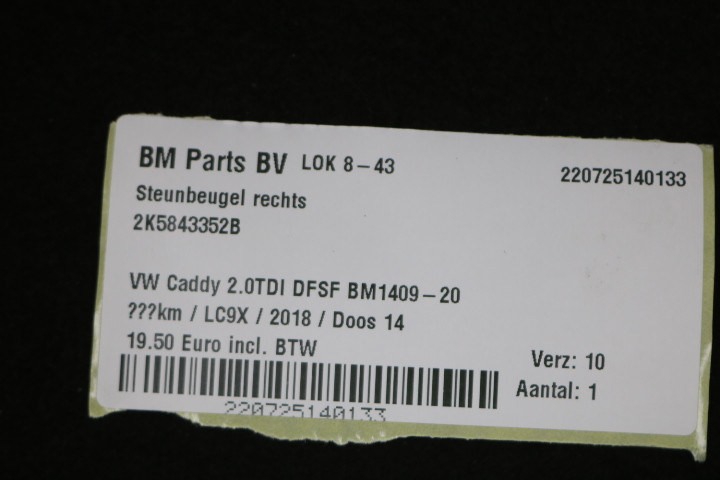 BM Parts BV LOK 8-43
220725140133
Steunbeugel rechts
2K5843352B
VW Caddy 2.0TDI DFSF BM1409-20
???km / LC9X / 2018 / Doos 14
19.50 Euro incl. BTW
Verz: 10
Aantal: 1
220725140133